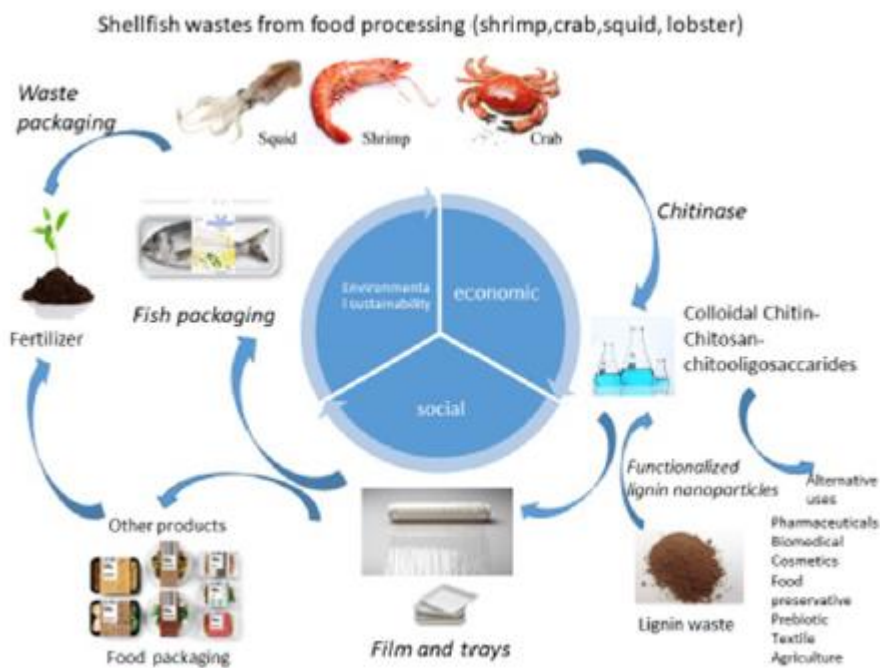 Shellfish wastes from food processing (shrimp,crab,squid, lobster)
Waste
packaging
Squid
Shrimp
Crab
Chitinase
Fish packaging
Fertilizer
Environmenta
l sustainability
economic
social
Colloidal Chitin-
Chitosan-
chitooligosaccarides
Functionalized
lignin nanoparticles
Alternative
uses
Pharmaceuticals
Biomedical
Cosmetics
Food
preservative
Prebiotic
Textile
Agriculture
Other products
Food packaging
Film and trays
Lignin waste